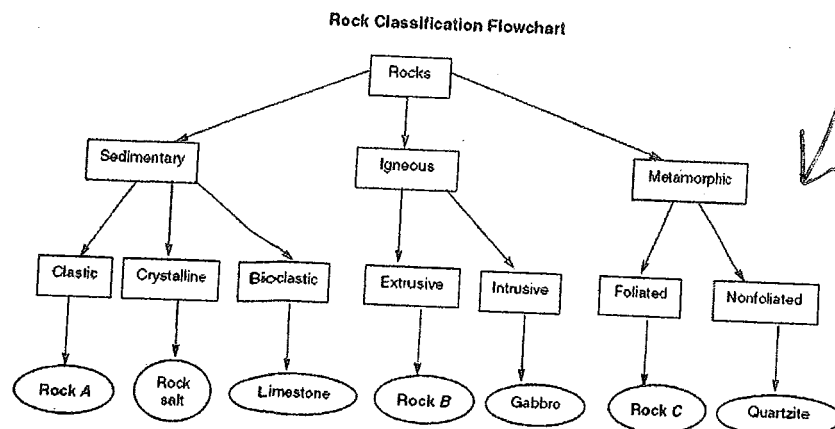 Rock Classification Flowchart
Rocks
Sedimentary
Igneous
Metamorphic
Clastic
Crystalline
Bioclastic
Extrusive
Intrusive
Foliated
Nonfoliated
Rock A
Rock
salt
Limestone
Rock B
Gabbro
Rock C
Quartzite